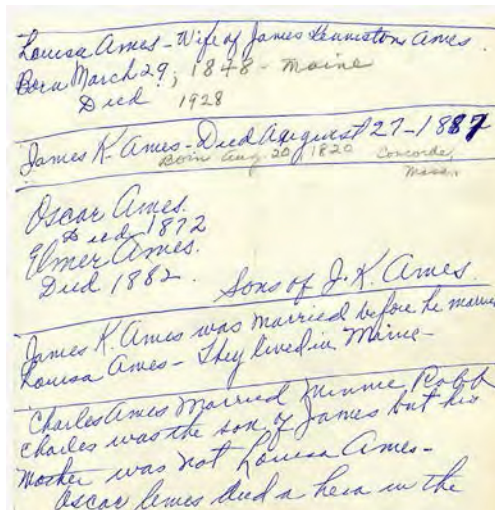 Louisa Ames - Wife of James Kenniston Ames.
Born March 29, 1848 - Maine
Died 1928
James K. Ames - Died August 27 - 1887
Born Aug. 20, 1820 Concorde,
Mass.
Oscar Ames.
Died 1872
Elmer Ames.
Died 1882.
Sons of J. K. Ames.
James K. Ames was married before he married
Louisa Ames - They lived in Maine -
Charles Ames Married Minnie Robb
Charles was the son of James but his
Mother was not Louisa Ames -
Oscar Ames died a hero in the